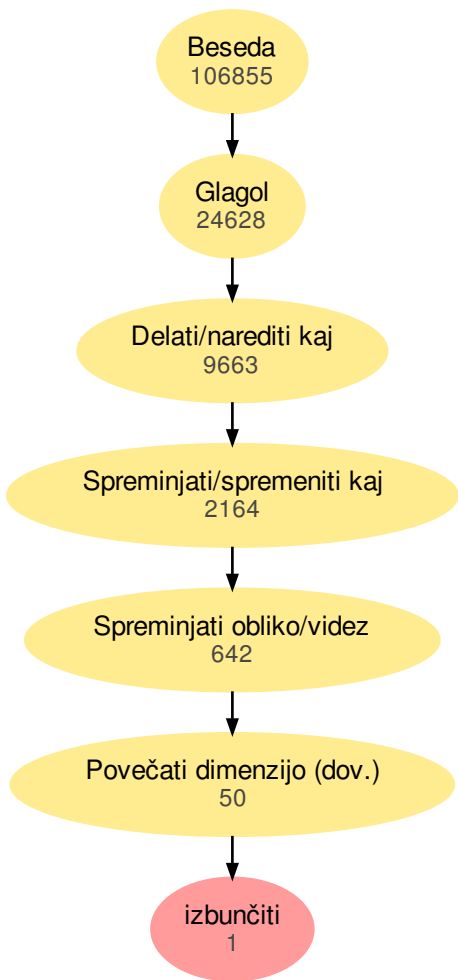 Beseda
106855
Glagol
24628
Delati/narediti kaj
9663
Spreminjati/spremeniti kaj
2164
Spreminjati obliko/videz
642
Povečati dimenzijo (dov.)
50
izbunčiti
1